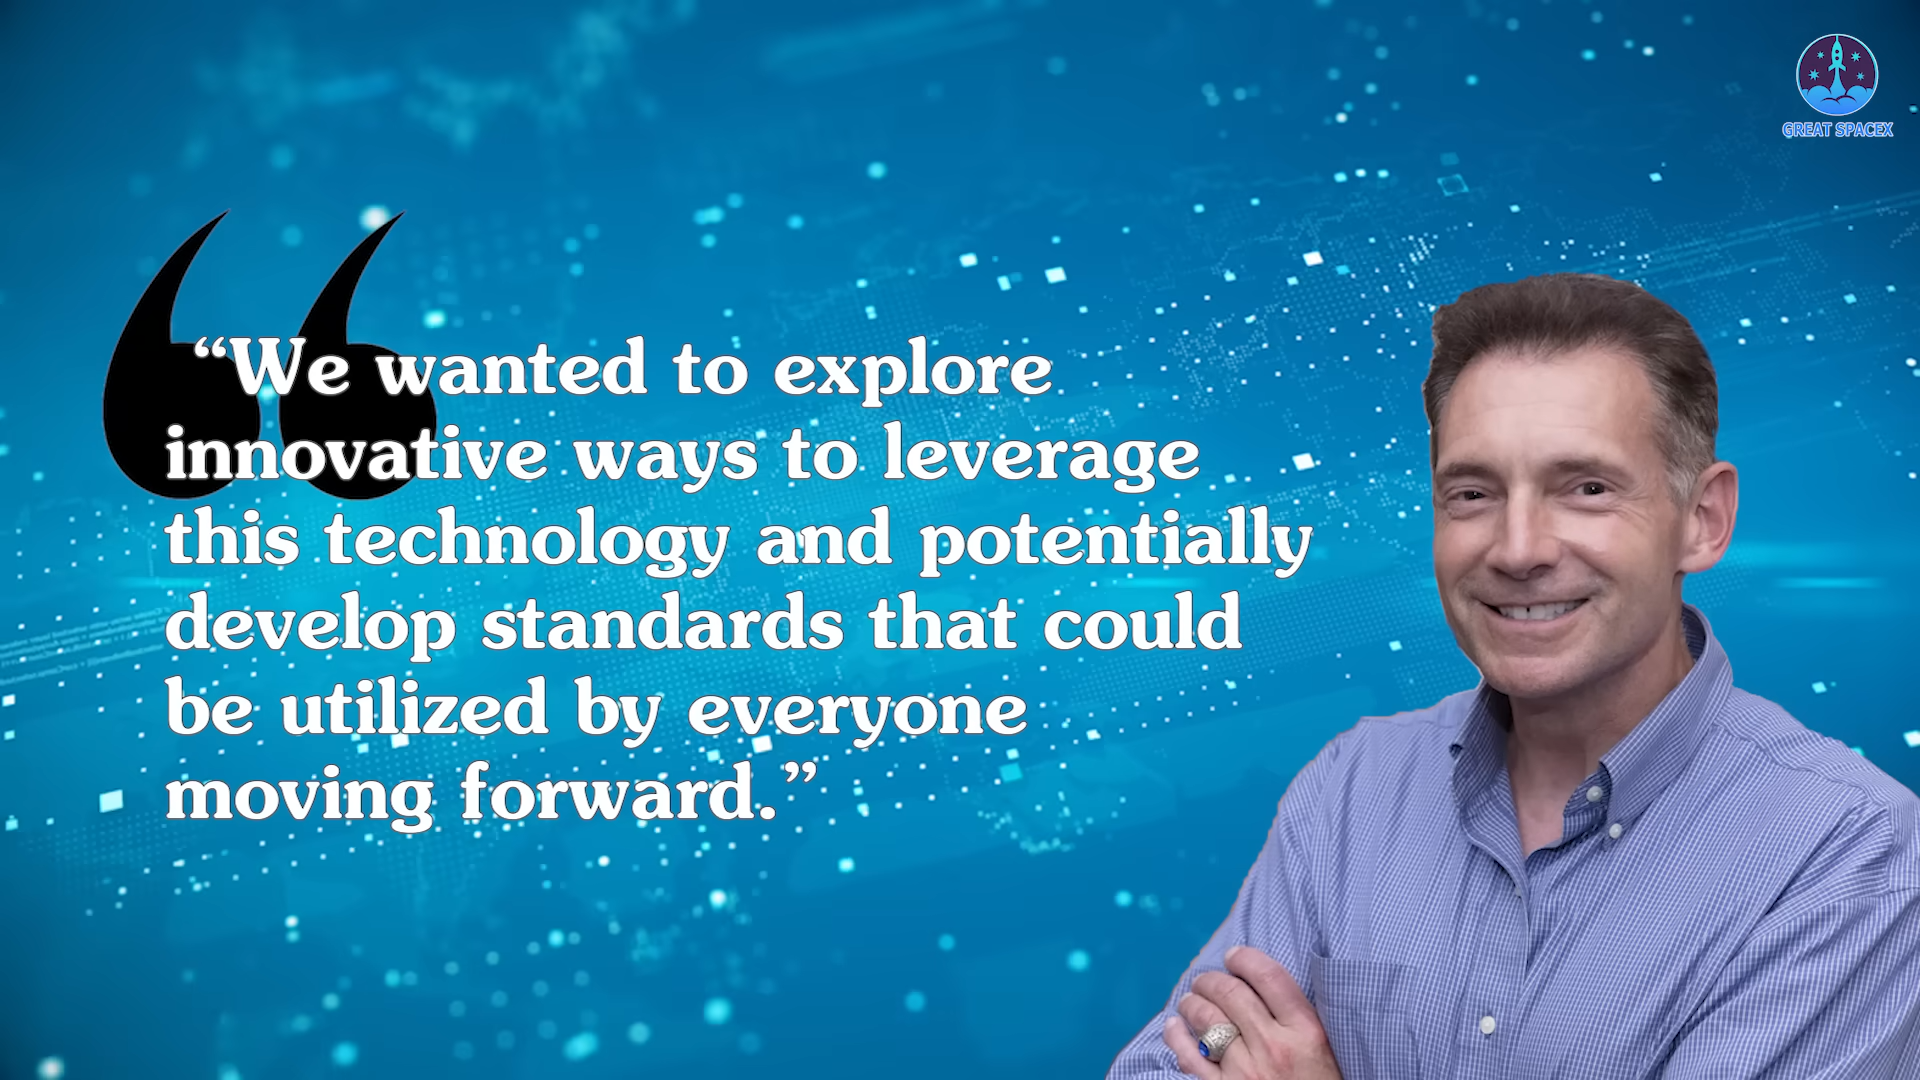 GREAT SPACEX
“We wanted to explore
innovative ways to leverage
this technology and potentially
develop standards that could
be utilized by everyone
moving forward.”